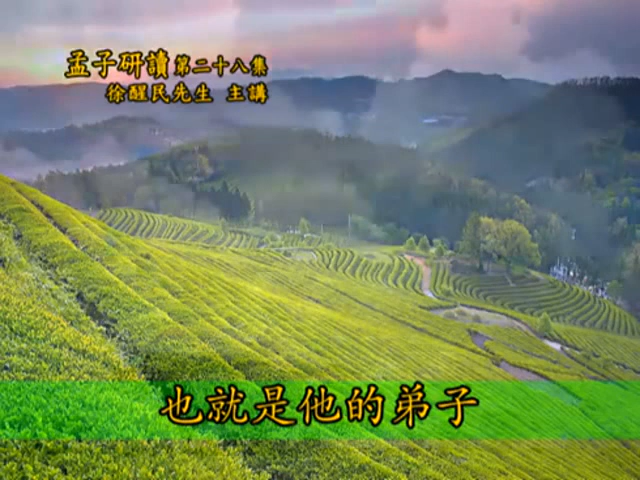 孟子研讀第二十八集
徐醒民先生 主講
也就是他的弟子